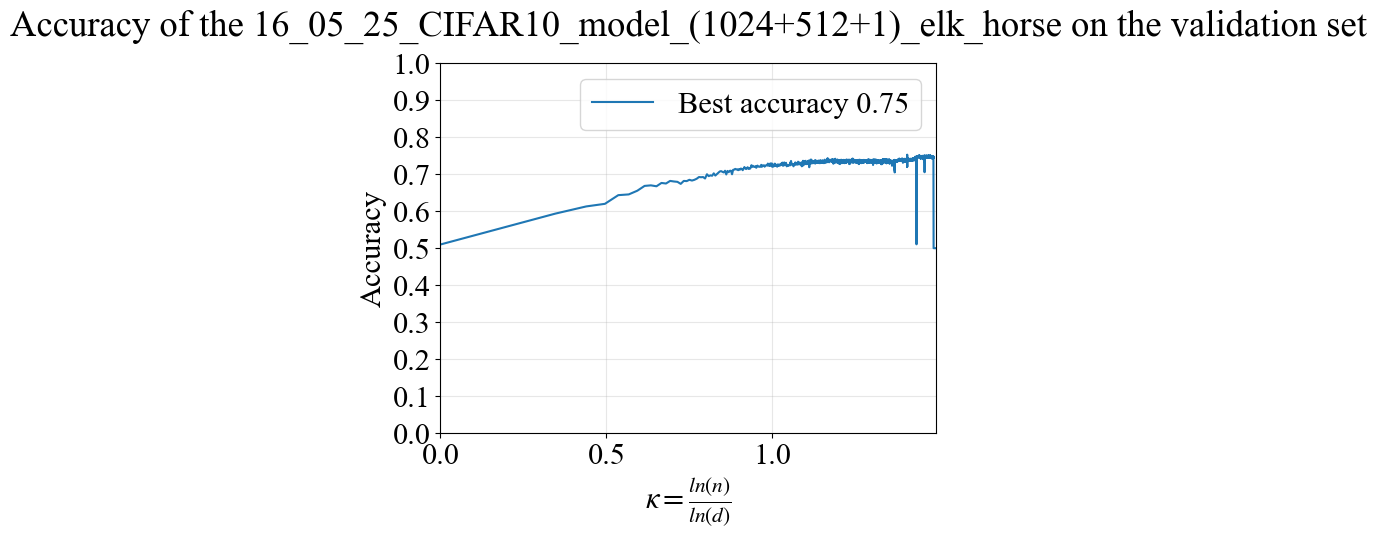 Accuracy of the 16_05_25_CIFAR10_model_(1024+512+1)_elk_horse on the validation set
Best accuracy 0.75
Accuracy
1.0
0.9
0.8
0.7
0.6
0.5
0.4
0.3
0.2
0.1
0.0
0.0 0.5 1.0
κ = ln(n)/ln(d)